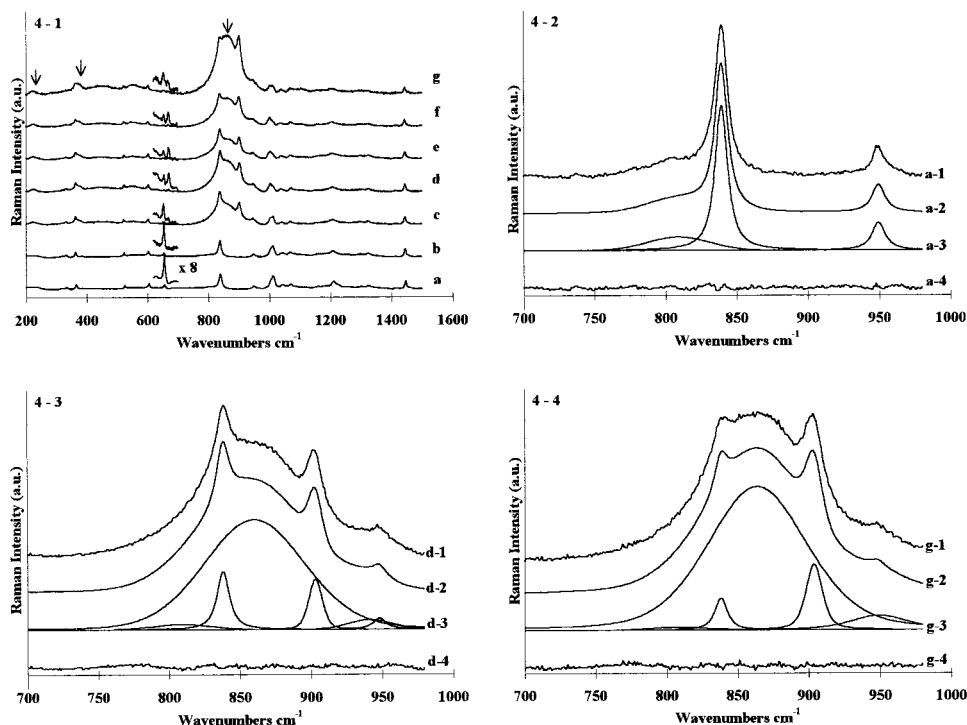 4 - 1
Raman Intensity (a.u.)
g
f
e
d
c
b
a
x 8
200 400 600 800 1000 1200 1400 1600
Wavenumbers cm-1
4 - 2
Raman Intensity (a.u.)
a-1
a-2
a-3
a-4
700 750 800 850 900 950 1000
Wavenumbers cm-1
4 - 3
Raman Intensity (a.u.)
d-1
d-2
d-3
d-4
700 750 800 850 900 950 1000
Wavenumbers cm-1
4 - 4
Raman Intensity (a.u.)
g-1
g-2
g-3
g-4
700 750 800 850 900 950 1000
Wavenumbers cm-1